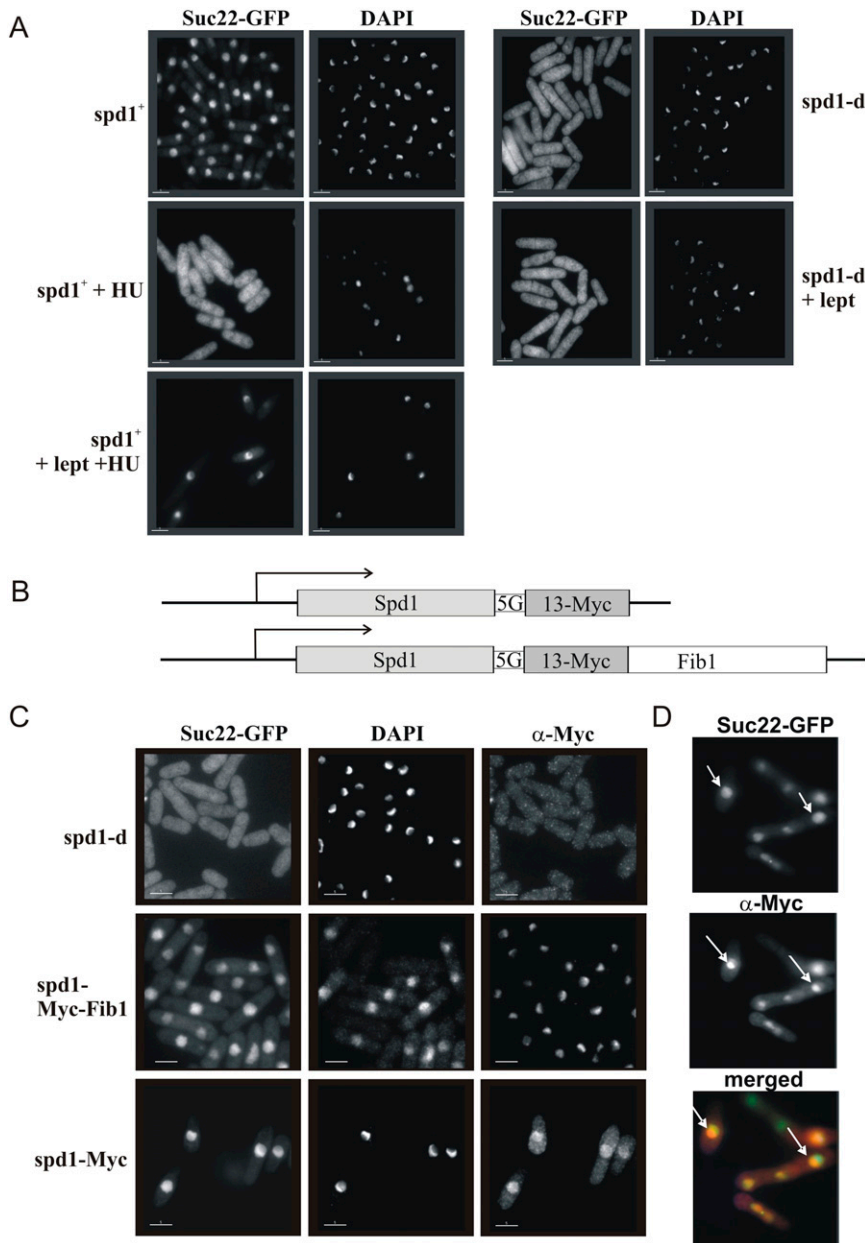 A
Suc22-GFP DAPI Suc22-GFP DAPI
spd1⁺
spd1-d
spd1⁺ + HU
spd1-d
+ lept
spd1⁺
+ lept +HU
B
Spd1 5G 13-Myc
Spd1 5G 13-Myc Fib1
C
Suc22-GFP DAPI α-Myc
spd1-d
spd1-
Myc-Fib1
spd1-Myc
D
Suc22-GFP
α-Myc
merged